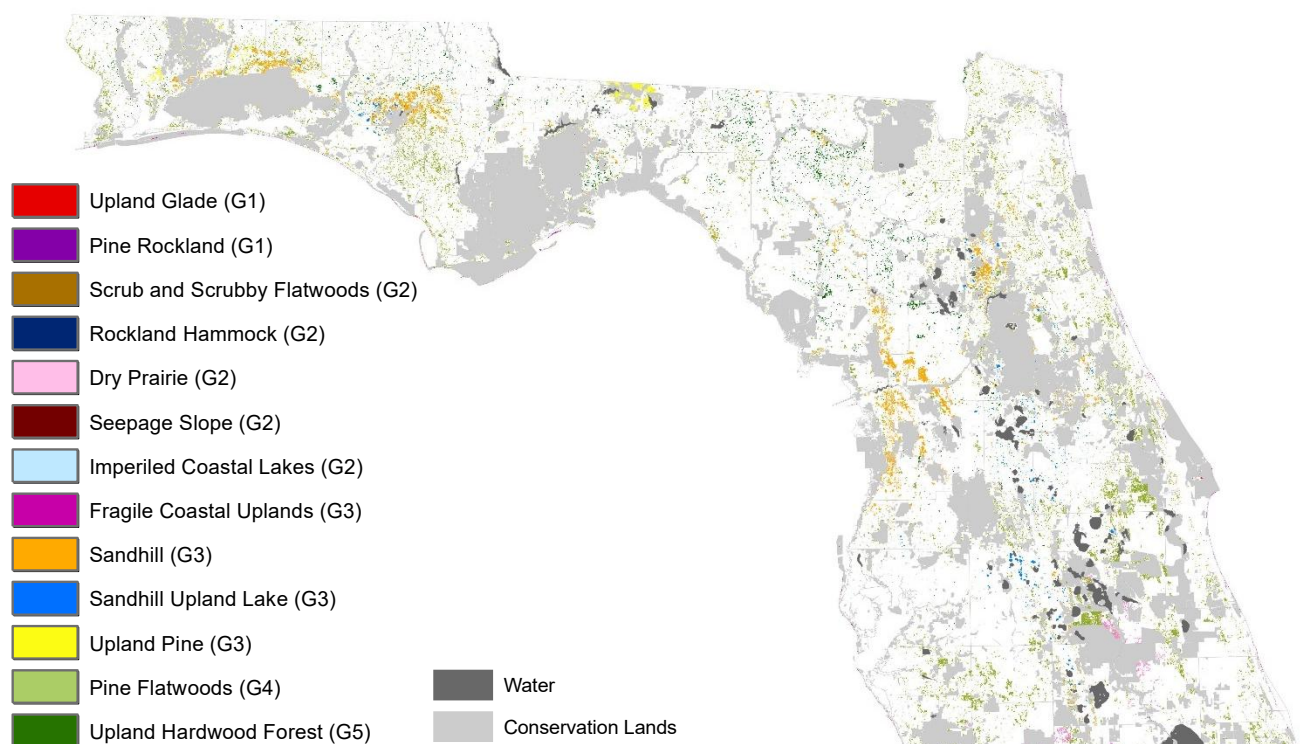 Upland Glade (G1)
Pine Rockland (G1)
Scrub and Scrubby Flatwoods (G2)
Rockland Hammock (G2)
Dry Prairie (G2)
Seepage Slope (G2)
Imperiled Coastal Lakes (G2)
Fragile Coastal Uplands (G3)
Sandhill (G3)
Sandhill Upland Lake (G3)
Upland Pine (G3)
Pine Flatwoods (G4)
Upland Hardwood Forest (G5)
Water
Conservation Lands